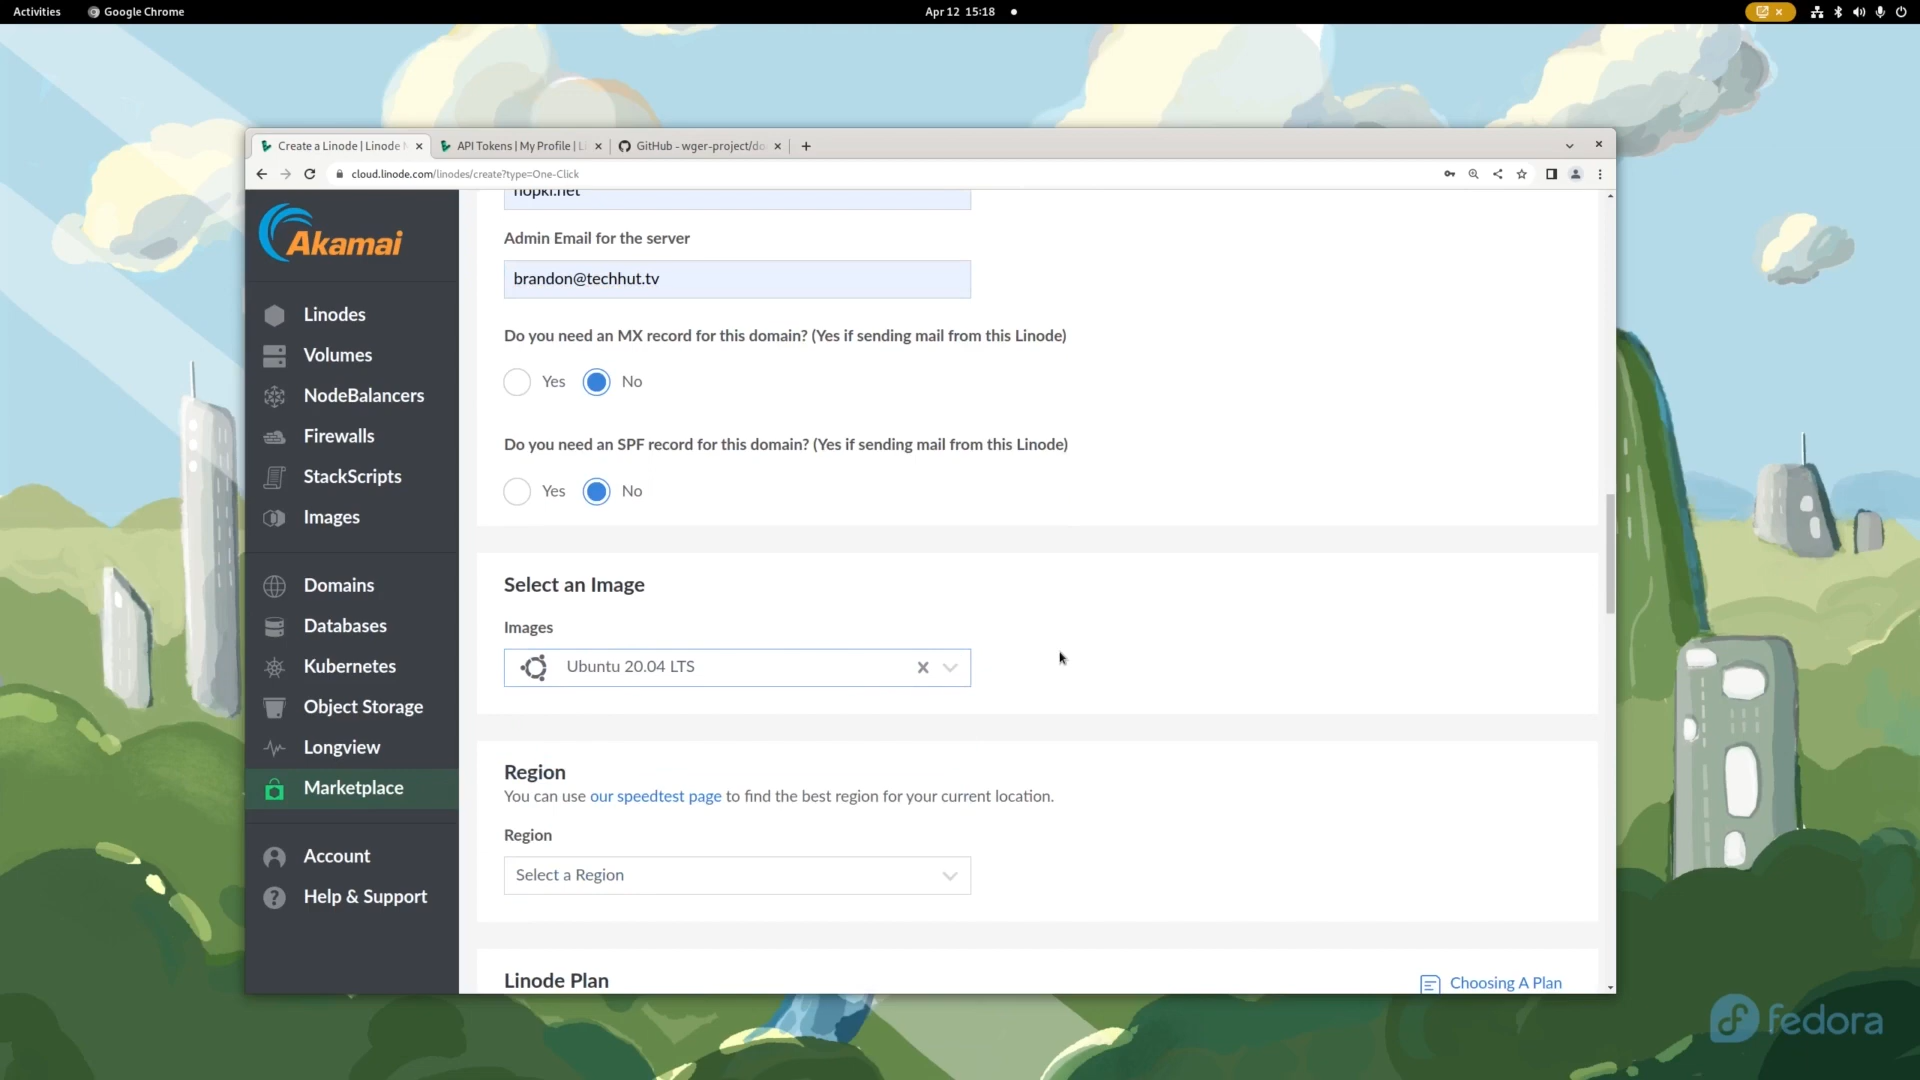 Activities
Google Chrome
Apr 12 15:18
Create a Linode | Linode
API Tokens | My Profile |
GitHub - wger-project/do
cloud.linode.com/linodes/create?type=One-Click
Akamai
Linodes
Volumes
NodeBalancers
Firewalls
StackScripts
Images
Domains
Databases
Kubernetes
Object Storage
Longview
Marketplace
Account
Help & Support
Admin Email for the server
brandon@techhut.tv
Do you need an MX record for this domain? (Yes if sending mail from this Linode)
Yes No
Do you need an SPF record for this domain? (Yes if sending mail from this Linode)
Yes No
Select an Image
Images
Ubuntu 20.04 LTS
Region
You can use our speedtest page to find the best region for your current location.
Region
Select a Region
Linode Plan
Choosing A Plan
fedora